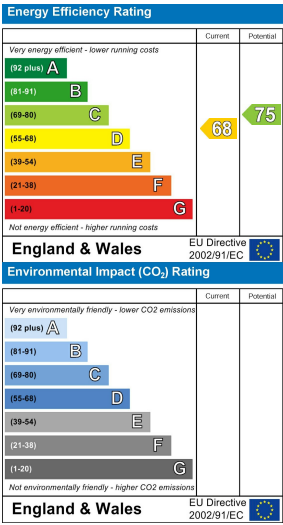 Energy Efficiency Rating
Current Potential
Very energy efficient - lower running costs
(92 plus) A
(81-91) B
(69-80) C
(55-68) D
(39-54) E
(21-38) F
(1-20) G
68
75
Not energy efficient - higher running costs
England & Wales
EU Directive
2002/91/EC
Environmental Impact (CO₂) Rating
Current Potential
Very environmentally friendly - lower CO2 emissions
(92 plus) A
(81-91) B
(69-80) C
(55-68) D
(39-54) E
(21-38) F
(1-20) G
Not environmentally friendly - higher CO2 emissions
England & Wales
EU Directive
2002/91/EC